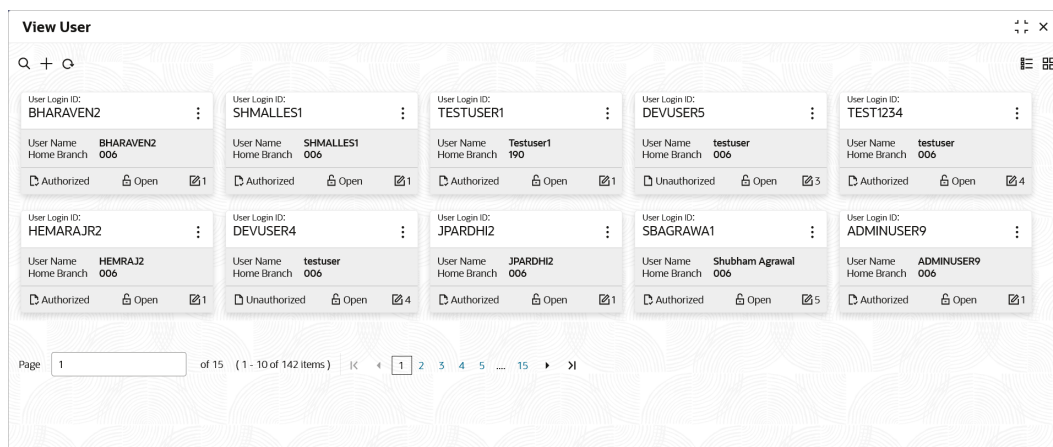 View User
User Login ID:
BHARAVEN2
User Name BHARAVEN2
Home Branch 006
Authorized Open 1
User Login ID:
SHMALLES1
User Name SHMALLES1
Home Branch 006
Authorized Open 1
User Login ID:
TESTUSER1
User Name Testuser1
Home Branch 190
Authorized Open 1
User Login ID:
DEVUSER5
User Name testuser
Home Branch 006
Unauthorized Open 3
User Login ID:
TEST1234
User Name testuser
Home Branch 006
Authorized Open 4
User Login ID:
HEMARAJR2
User Name HEMRAJ2
Home Branch 006
Authorized Open 1
User Login ID:
DEVUSER4
User Name testuser
Home Branch 006
Unauthorized Open 4
User Login ID:
JPARDHI2
User Name JPARDHI2
Home Branch 006
Authorized Open 1
User Login ID:
SBAGRAWA1
User Name Shubham Agrawal
Home Branch 006
Authorized Open 5
User Login ID:
ADMINUSER9
User Name ADMINUSER9
Home Branch 006
Authorized Open 1
Page 1 of 15 ( 1 - 10 of 142 items ) 1 2 3 4 5 .... 15